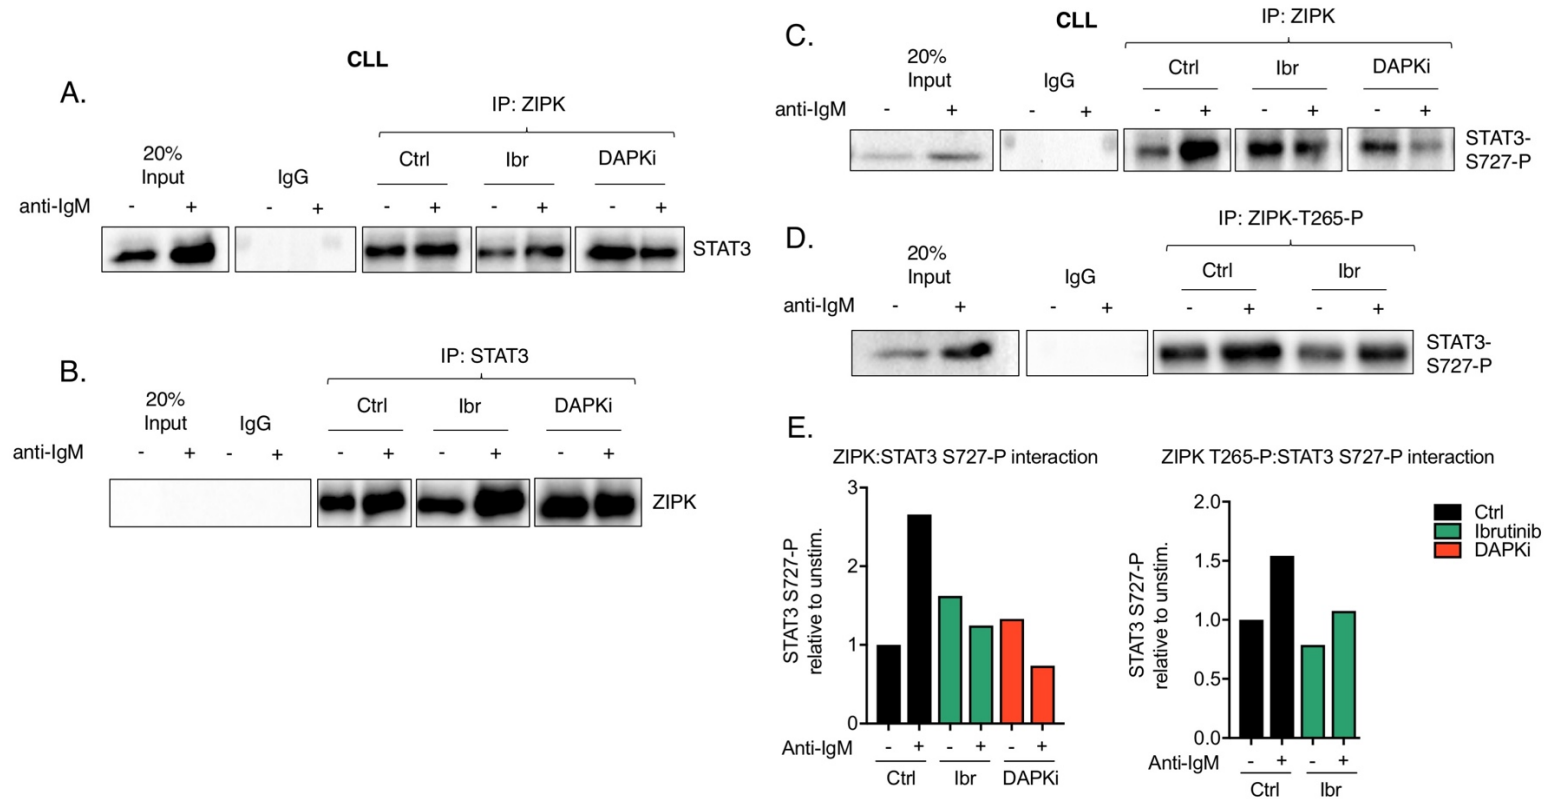 CLL
A.
IP: ZIPK
20%
Input
IgG
Ctrl
Ibr
DAPKi
anti-IgM - + - + - + - + - +
STAT3
B.
IP: STAT3
20%
Input
IgG
Ctrl
Ibr
DAPKi
anti-IgM - + - + - + - + - +
ZIPK
C.
CLL
IP: ZIPK
20%
Input
IgG
Ctrl
Ibr
DAPKi
anti-IgM - + - + - + - + - +
STAT3-
S727-P
D.
IP: ZIPK-T265-P
20%
Input
IgG
Ctrl
Ibr
anti-IgM - + - + - + - +
STAT3-
S727-P
E.
ZIPK:STAT3 S727-P interaction
STAT3 S727-P
relative to unstim.
3
2
1
0
Anti-IgM - + - + - +
Ctrl Ibr DAPKi
ZIPK T265-P:STAT3 S727-P interaction
STAT3 S727-P
relative to unstim.
2.0
1.5
1.0
0.5
0.0
Anti-IgM - + - +
Ctrl Ibr
Ctrl
Ibrutinib
DAPKi